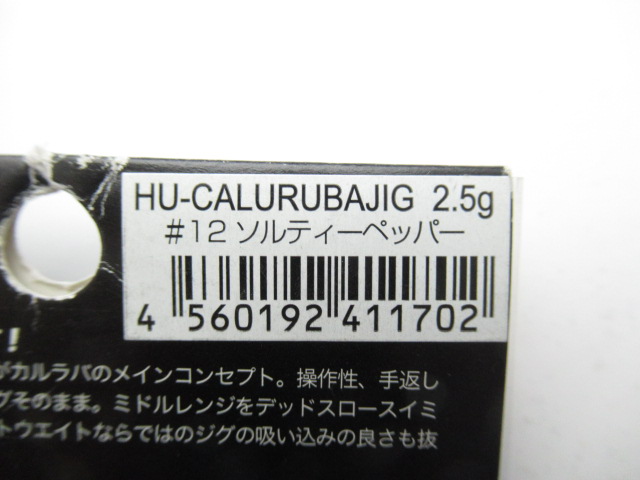 HU-CALURUBAJIG 2.5g
#12 ソルティーペッパー
4 560192 411702
!
がカルラバのメインコンセプト。操作性、手返し
グそのまま。ミドルレンジをデッドスロースイミ
トウエイトならではのジグの吸い込みの良さも抜